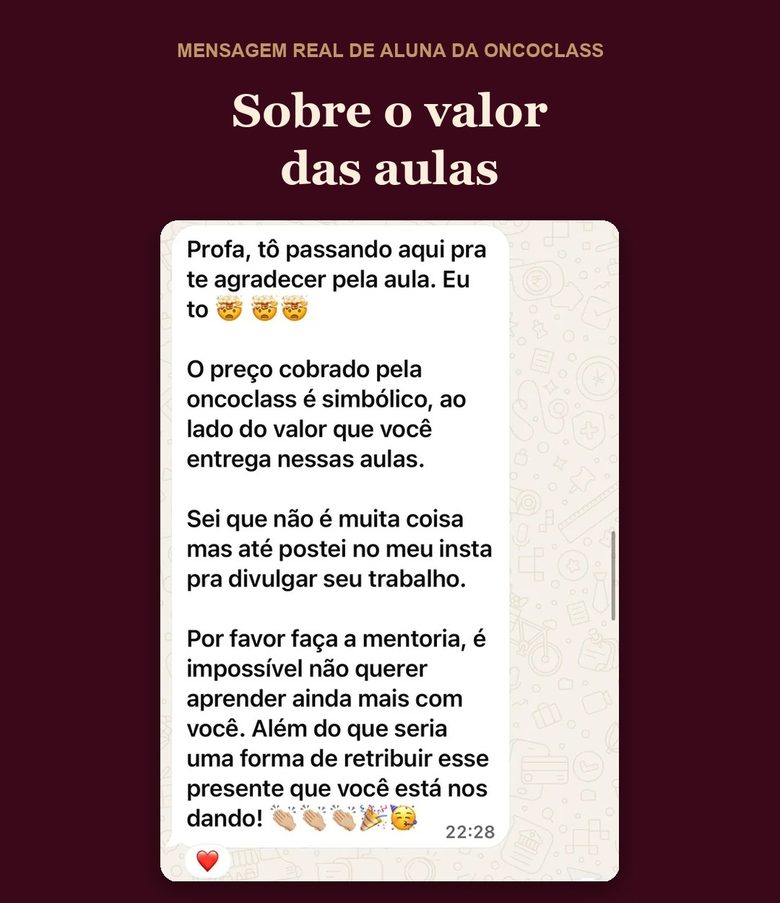 MENSAGEM REAL DE ALUNA DA ONCOCLASS
Sobre o valor
das aulas
Profa, tô passando aqui pra
te agradecer pela aula. Eu
to 🤯 🤯🤯
O preço cobrado pela
oncoclass é simbólico, ao
lado do valor que você
entrega nessas aulas.
Sei que não é muita coisa
mas até postei no meu insta
pra divulgar seu trabalho.
Por favor faça a mentoria, é
impossível não querer
aprender ainda mais com
você. Além do que seria
uma forma de retribuir esse
presente que você está nos
dando! 👏🏼👏🏼👏🏼🎉🥳
22:28
❤️